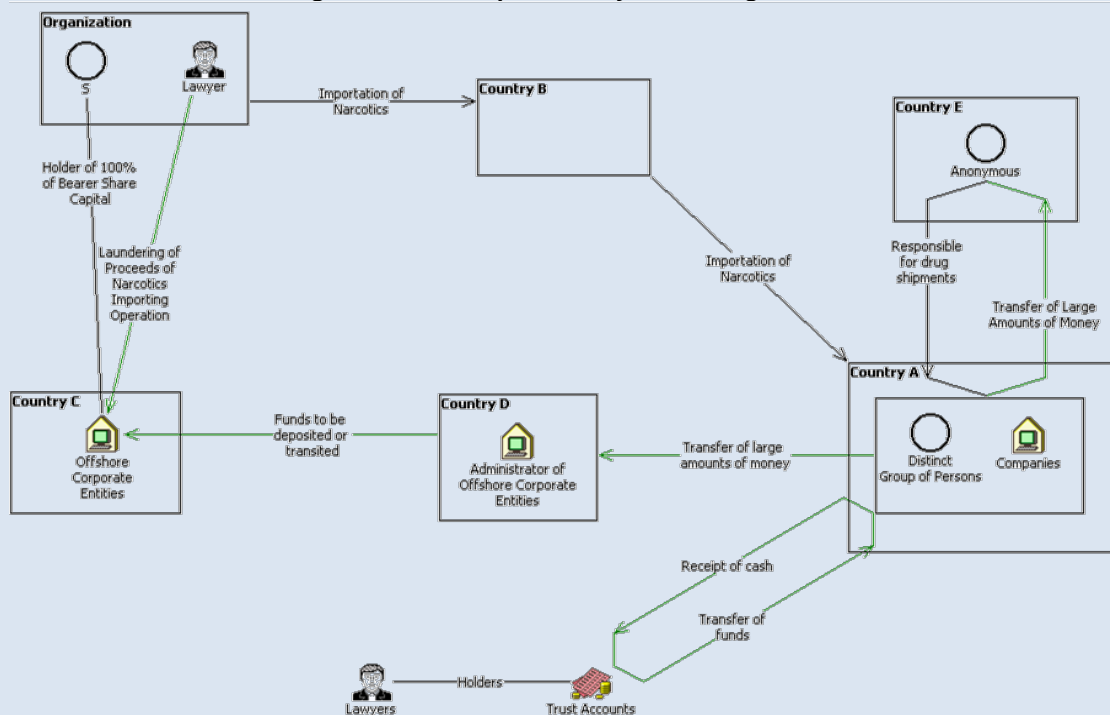 Organization
S
Lawyer
Importation of
Narcotics
Country B
Country E
Anonymous
Holder of 100%
of Bearer Share
Capital
Laundering of
Proceeds of
Narcotics
Importing
Operation
Importation of
Narcotics
Responsible
for drug
shipments
Transfer of Large
Amounts of Money
Country A
Distinct
Group of Persons
Companies
Country C
Offshore
Corporate
Entities
Funds to be
deposited or
transited
Country D
Administrator of
Offshore Corporate
Entities
Transfer of large
amounts of money
Receipt of cash
Transfer of
funds
Lawyers
Holders
Trust Accounts